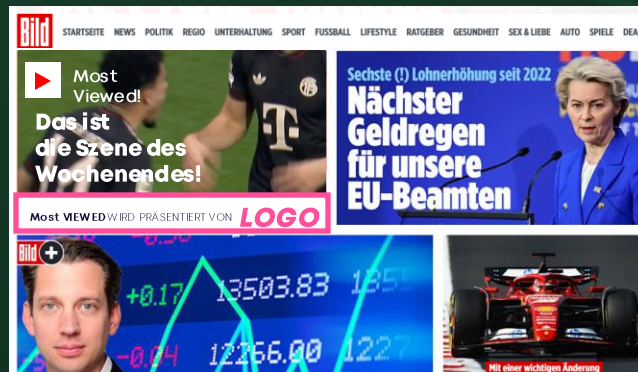 Bild
STARTSEITE NEWS POLITIK REGIO UNTERHALTUNG SPORT FUSSBALL LIFESTYLE RATGEBER GESUNDHEIT SEX & LIEBE AUTO SPIELE DEA
Most
Viewed!
Das ist
die Szene des
Wochenendes!
Most VIEWED WIRD PRÄSENTIERT VON LOGO
Sechste (!) Lohnerhöhung seit 2022
Nächster
Geldregen
für unsere
EU-Beamten
Bild +
+0.17 13503.83
-0.04 12266.00 122
Mit einer wichtigen Änderung